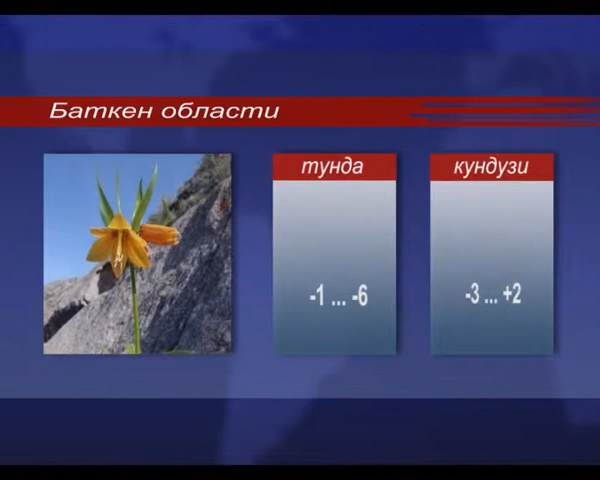 Баткен области
тунда
кундузи
-1 ... -6
-3 ... +2